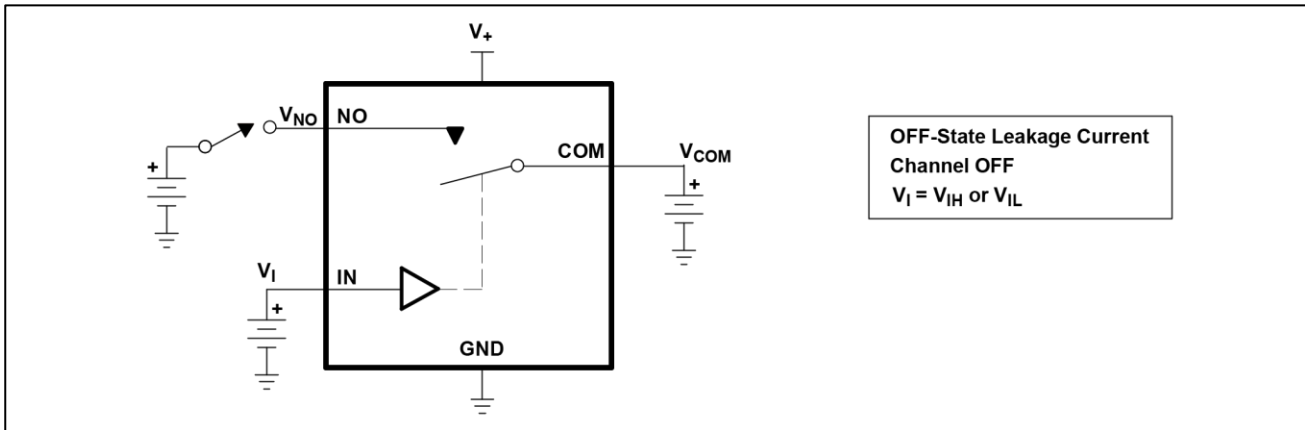 V+
VNO NO
COM VCOM
+
+
VI IN
+
GND
OFF-State Leakage Current
Channel OFF
VI = VIH or VIL